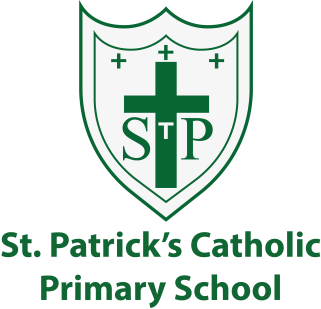 STP
St. Patrick's Catholic
Primary School